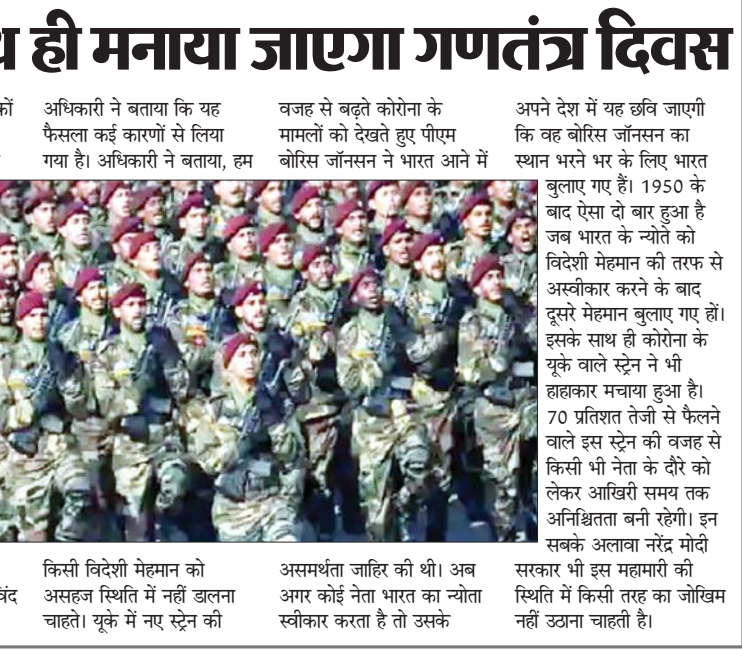 ही मनाया जाएगा गणतंत्र दिवस
अधिकारी ने बताया कि यह
फैसला कई कारणों से लिया
गया है। अधिकारी ने बताया, हम
किसी विदेशी मेहमान को
असहज स्थिति में नहीं डालना
चाहते। यूके में नए स्ट्रेन की
वजह से बढ़ते कोरोना के
मामलों को देखते हुए पीएम
बोरिस जॉनसन ने भारत आने में
असमर्थता जाहिर की थी। अब
अगर कोई नेता भारत का न्योता
स्वीकार करता है तो उसके
अपने देश में यह छवि जाएगी
कि वह बोरिस जॉनसन का
स्थान भरने भर के लिए भारत
बुलाए गए हैं। 1950 के
बाद ऐसा दो बार हुआ है
जब भारत के न्योते को
विदेशी मेहमान की तरफ से
अस्वीकार करने के बाद
दूसरे मेहमान बुलाए गए हों।
इसके साथ ही कोरोना के
यूके वाले स्ट्रेन ने भी
हाहाकार मचाया हुआ है।
70 प्रतिशत तेजी से फैलने
वाले इस स्ट्रेन की वजह से
किसी भी नेता के दौरे को
लेकर आखिरी समय तक
अनिश्चितता बनी रहेगी। इन
सबके अलावा नरेंद्र मोदी
सरकार भी इस महामारी की
स्थिति में किसी तरह का जोखिम
नहीं उठाना चाहती है।